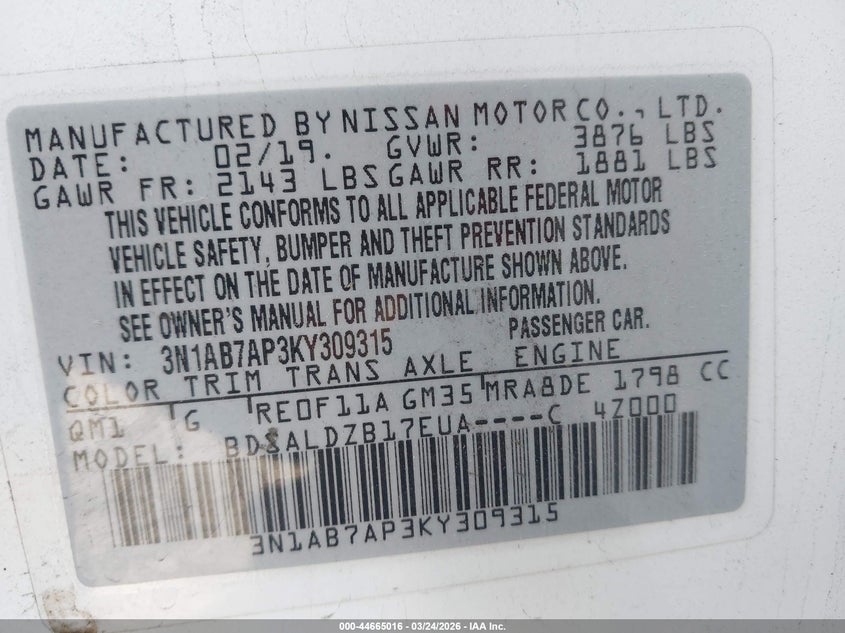 MANUFACTURED BY NISSAN MOTOR CO., LTD.
DATE: 02/19. GVWR: 3876 LBS
GAWR FR: 2143 LBS GAWR RR: 1881 LBS
THIS VEHICLE CONFORMS TO ALL APPLICABLE FEDERAL MOTOR
VEHICLE SAFETY, BUMPER AND THEFT PREVENTION STANDARDS
IN EFFECT ON THE DATE OF MANUFACTURE SHOWN ABOVE.
SEE OWNER'S MANUAL FOR ADDITIONAL INFORMATION.
VIN: 3N1AB7AP3KY309315 PASSENGER CAR.
COLOR TRIM TRANS AXLE ENGINE
QM1 G RE0F11A GM35 MRA8DE 1798 CC
MODEL: BDSALDZB17EUA----C 4Z000
3N1AB7AP3KY309315
000-44665016 - 03/24/2026 - IAA Inc.